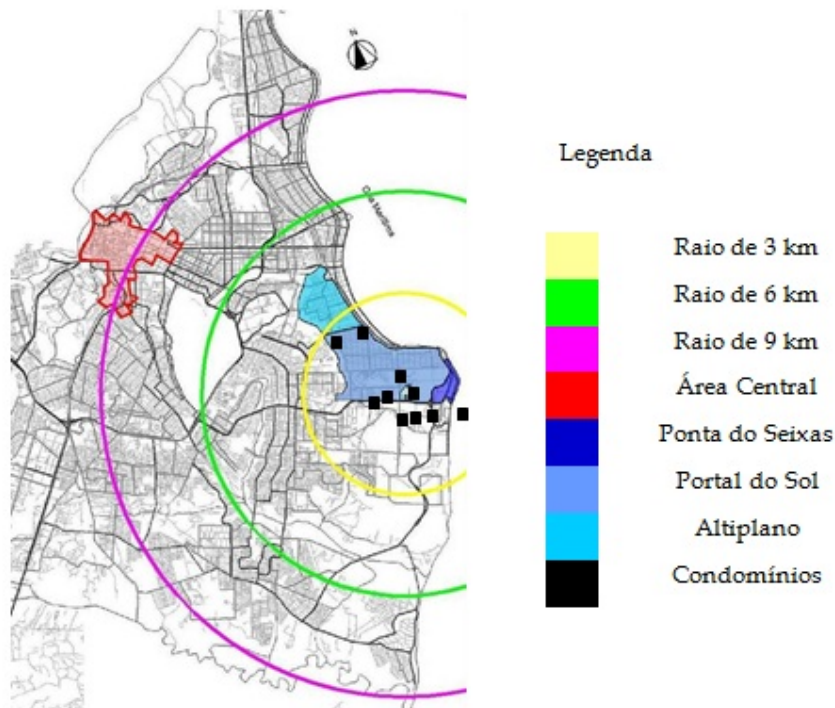 N
Legenda
Raio de 3 km
Raio de 6 km
Raio de 9 km
Área Central
Ponta do Seixas
Portal do Sol
Altiplano
Condomínios